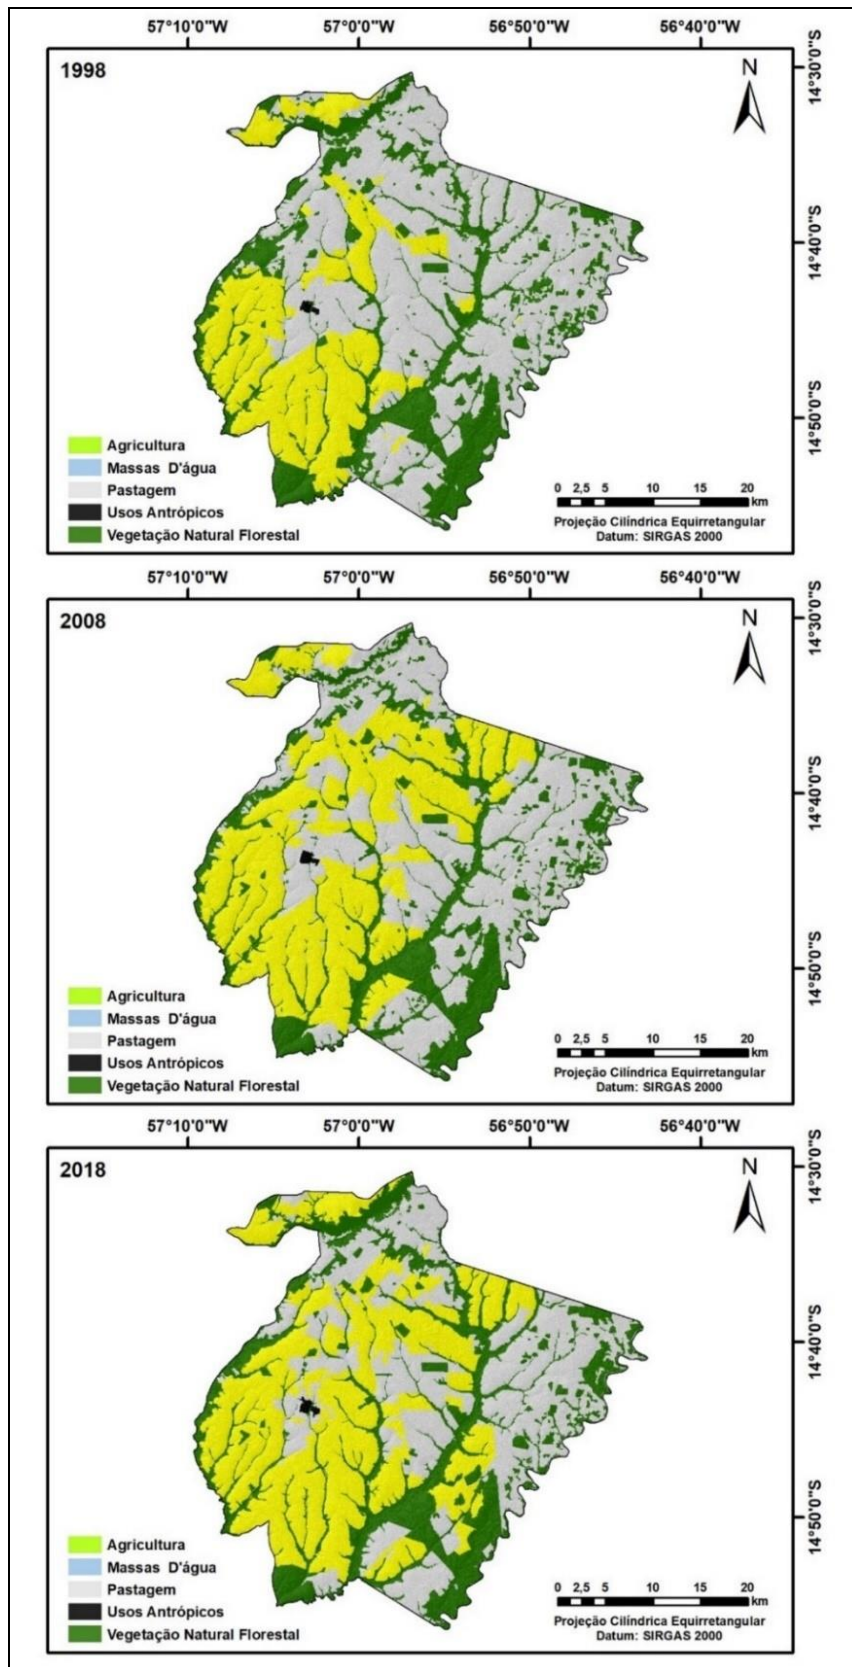 57°10'0"W 57°0'0"W 56°50'0"W 56°40'0"W
1998
N
14°30'0"S
14°40'0"S
14°50'0"S
Agricultura
Massas D'água
Pastagem
Usos Antrópicos
Vegetação Natural Florestal
0 2,5 5 10 15 20
km
Projeção Cilíndrica Equirretangular
Datum: SIRGAS 2000
57°10'0"W 57°0'0"W 56°50'0"W 56°40'0"W
2008
N
14°30'0"S
14°40'0"S
14°50'0"S
Agricultura
Massas D'água
Pastagem
Usos Antrópicos
Vegetação Natural Florestal
0 2,5 5 10 15 20
km
Projeção Cilíndrica Equirretangular
Datum: SIRGAS 2000
57°10'0"W 57°0'0"W 56°50'0"W 56°40'0"W
2018
N
14°30'0"S
14°40'0"S
14°50'0"S
Agricultura
Massas D'água
Pastagem
Usos Antrópicos
Vegetação Natural Florestal
0 2,5 5 10 15 20
km
Projeção Cilíndrica Equirretangular
Datum: SIRGAS 2000